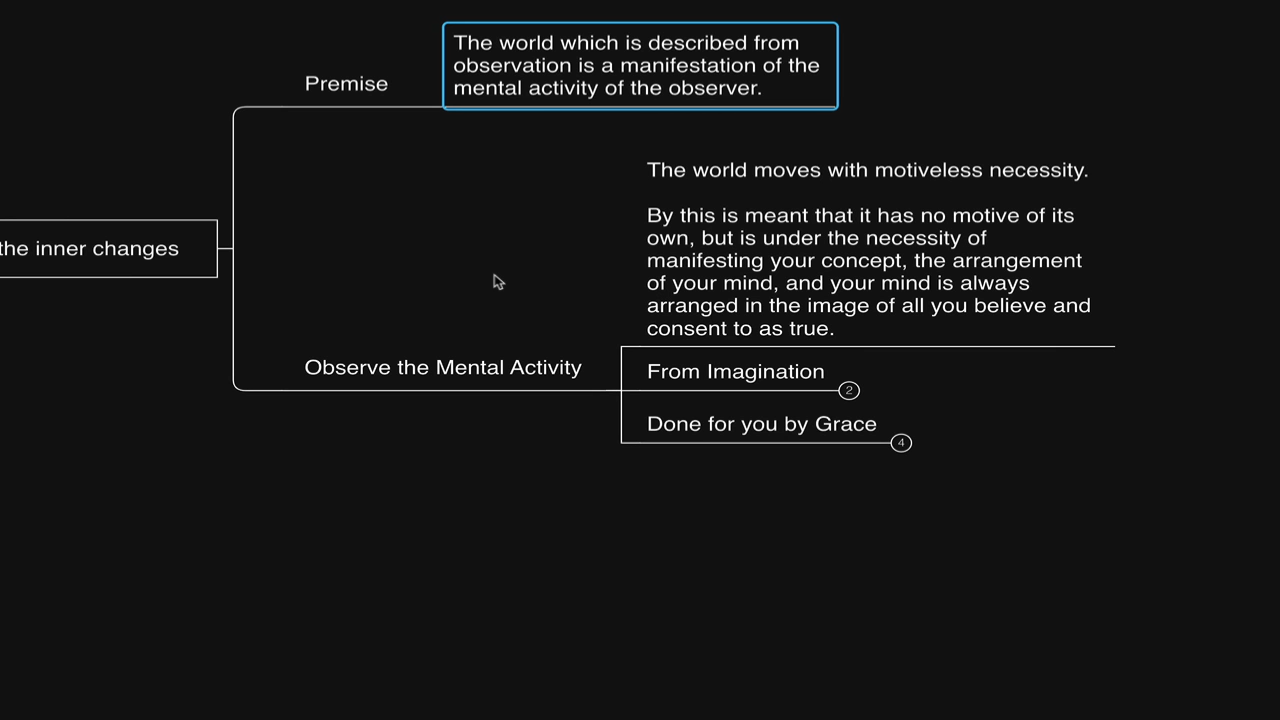 The world which is described from
observation is a manifestation of the
mental activity of the observer.
Premise
The world moves with motiveless necessity.
By this is meant that it has no motive of its
own, but is under the necessity of
manifesting your concept, the arrangement
of your mind, and your mind is always
arranged in the image of all you believe and
consent to as true.
the inner changes
Observe the Mental Activity
From Imagination
2
Done for you by Grace
4